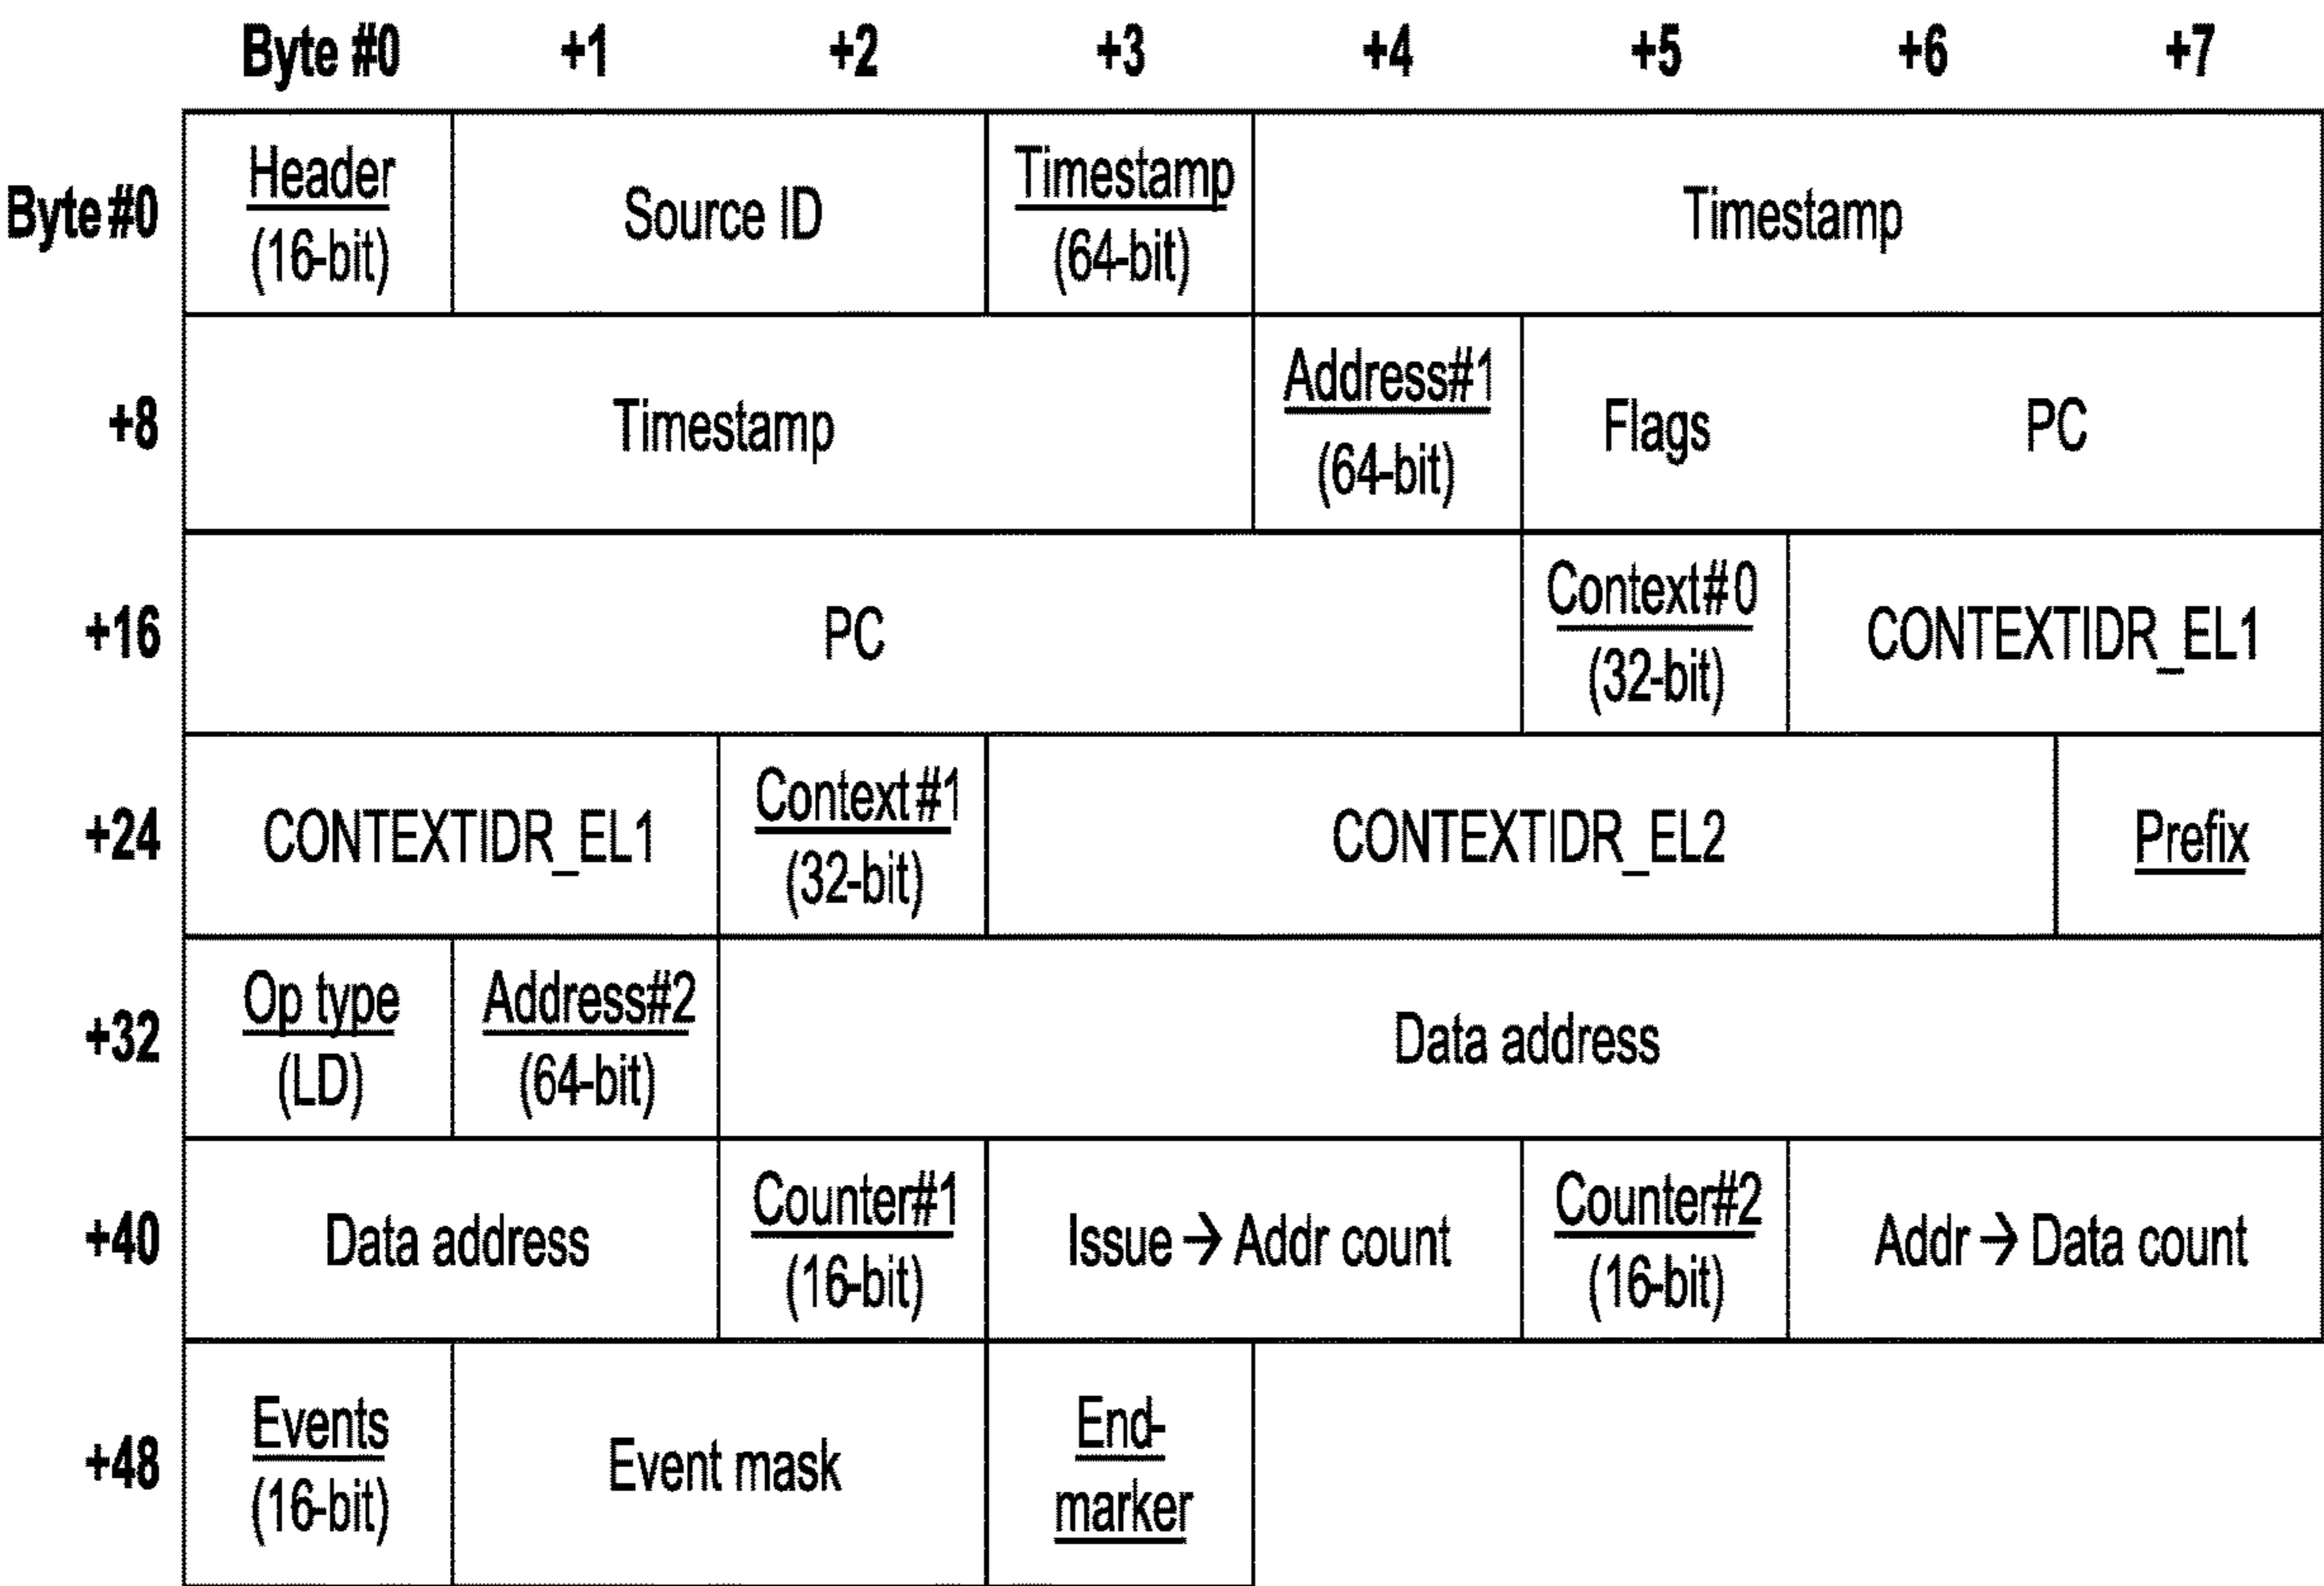 Byte #0 +1 +2 +3 +4 +5 +6 +7
Byte #0
Header
(16-bit)
Source ID
Timestamp
(64-bit)
Timestamp
+8
Timestamp
Address#1
(64-bit)
Flags
PC
+16
PC
Context#0
(32-bit)
CONTEXTIDR_EL1
+24
CONTEXTIDR_EL1
Context#1
(32-bit)
CONTEXTIDR_EL2
Prefix
+32
Op type
(LD)
Address#2
(64-bit)
Data address
+40
Data address
Counter#1
(16-bit)
Issue → Addr count
Counter#2
(16-bit)
Addr → Data count
+48
Events
(16-bit)
Event mask
End-
marker